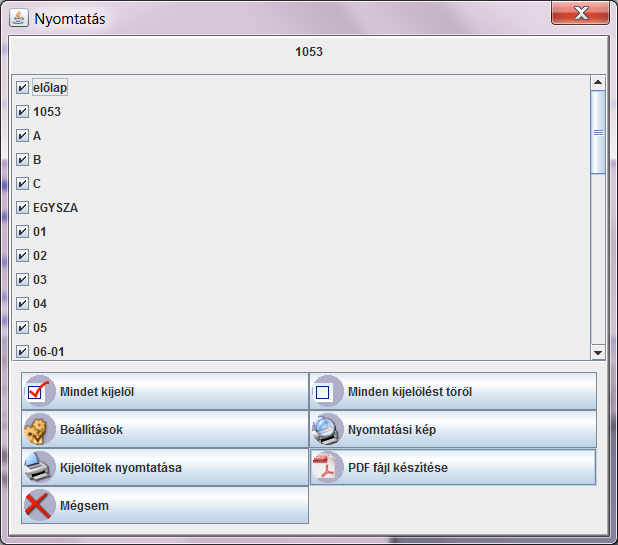 Nyomtatás
1053
előlap
1053
A
B
C
EGYSZA
01
02
03
04
05
06-01
Mindet kijelöl
Minden kijelölést töröl
Beállítások
Nyomtatási kép
Kijelöltek nyomtatása
PDF fájl készítése
Mégsem